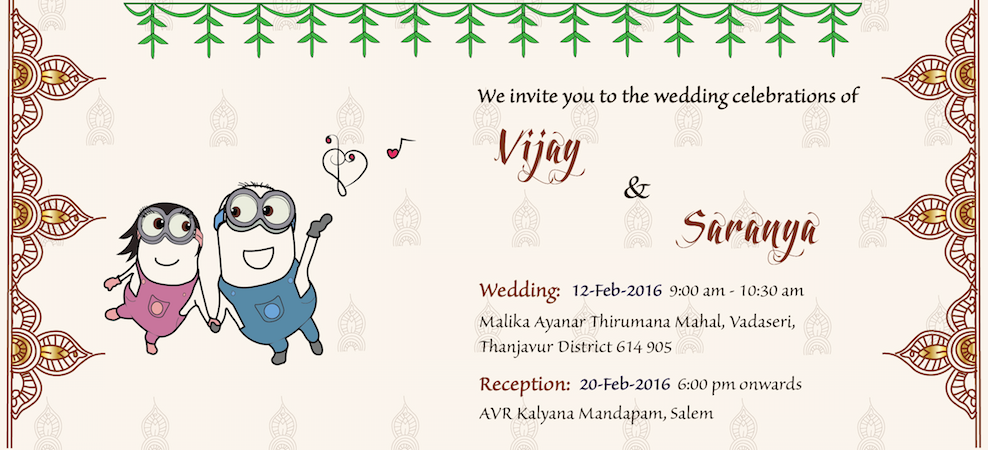 We invite you to the wedding celebrations of
Vijay
&
Saranya
Wedding: 12-Feb-2016 9:00 am - 10:30 am
Malika Ayanar Thirumana Mahal, Vadaseri,
Thanjavur District 614 905
Reception: 20-Feb-2016 6:00 pm onwards
AVR Kalyana Mandapam, Salem